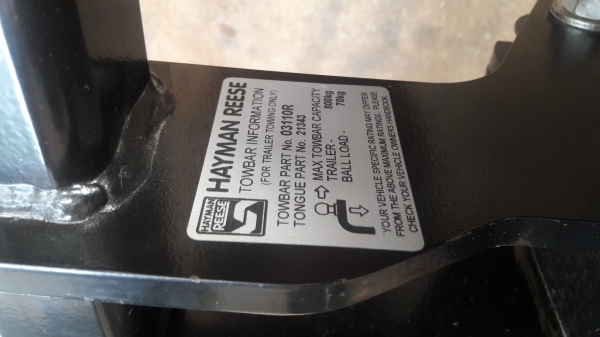 HAYMAN
REESE
HAYMAN REESE
TOWBAR INFORMATION
(FOR TRAILER TOWING ONLY)
TOWBAR PART No. 03110R
TONGUE PART No. 21343
MAX TOWBAR CAPACITY
TRAILER - 800kg
BALL LOAD - 70kg
YOUR VEHICLE SPECIFIC RATING MAY DIFFER
FROM THE ABOVE MAXIMUM RATINGS. PLEASE
CHECK YOUR VEHICLE OWNERS HANDBOOK